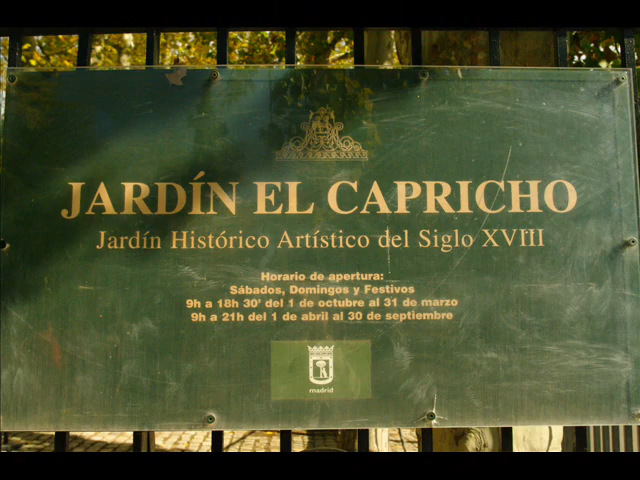 JARDÍN EL CAPRICHO
Jardín Histórico Artístico del Siglo XVIII
Horario de apertura:
Sábados, Domingos y Festivos
9h a 18h 30' del 1 de octubre al 31 de marzo
9h a 21h del 1 de abril al 30 de septiembre
madrid